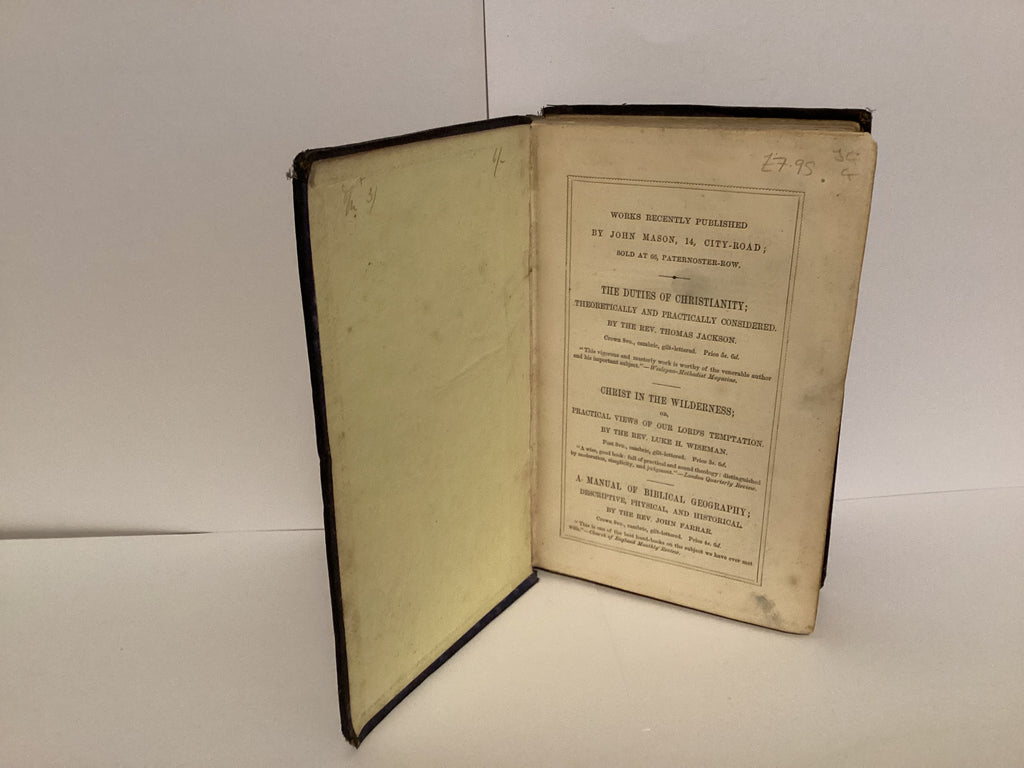 4/-
3/
£7.95.
WORKS RECENTLY PUBLISHED
BY JOHN MASON, 14, CITY-ROAD;
SOLD AT 66, PATERNOSTER-ROW.
THE DUTIES OF CHRISTIANITY;
THEORETICALLY AND PRACTICALLY CONSIDERED.
BY THE REV. THOMAS JACKSON.
Crown 8vo., cambric, gilt-lettered. Price 5s. 6d.
"This vigorous and masterly work is worthy of the venerable author
and his important subject."—Wesleyan-Methodist Magazine.
CHRIST IN THE WILDERNESS;
OR,
PRACTICAL VIEWS OF OUR LORD'S TEMPTATION.
BY THE REV. LUKE H. WISEMAN.
Post 8vo., cambric, gilt-lettered. Price 3s. 6d.
"A wise, good book: full of practical and sound theology: distinguished
by moderation, simplicity, and judgment."—London Quarterly Review.
A MANUAL OF BIBLICAL GEOGRAPHY;
DESCRIPTIVE, PHYSICAL, AND HISTORICAL.
BY THE REV. JOHN FARRAR.
Crown 8vo., cambric, gilt-lettered. Price 4s. 6d.
"This is one of the best hand-books on the subject we have ever met
with."—Church of England Monthly Review.